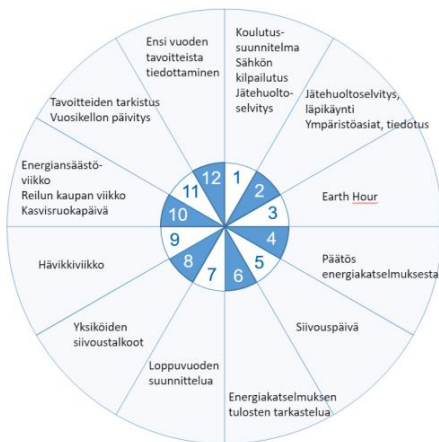 Koulutus-
suunnitelma
Sähkön
kilpailutus
Jätehuolto-
selvitys
Jätehuoltoselvitys,
läpikäynti
Ympäristöasiat, tiedotus
Earth Hour
Päätös
energiakatselmuksesta
Siivouspäivä
Energiakatselmuksen
tulosten tarkastelua
Loppuvuoden
suunnittelua
Yksiköiden
siivoustalkoot
Hävikkiviikko
Energiansäästö-
viikko
Reilun kaupan viikko
Kasvisruokapäivä
Tavoitteiden tarkistus
Vuosikellon päivitys
Ensi vuoden
tavoitteista
tiedottaminen
1
2
3
4
5
6
7
8
9
10
11
12